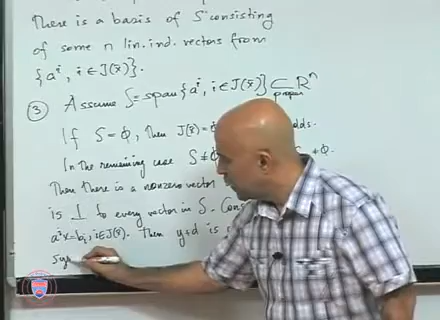 There is a basis of S consisting
of some n lin. ind. vectors from
{aⁱ, i∈J(x̄)}.
③ Assume S=span{aⁱ, i∈J(x̄)}⊂Rⁿ
proper
If S = ϕ, Then J(x̄)=
In the remaining case S ≠ ≠ ϕ.
Then there is a nonzero vector
is ⊥ to every vector in S. Con
x=bᵢ, i∈J(x̄). Then y+d is
Sys